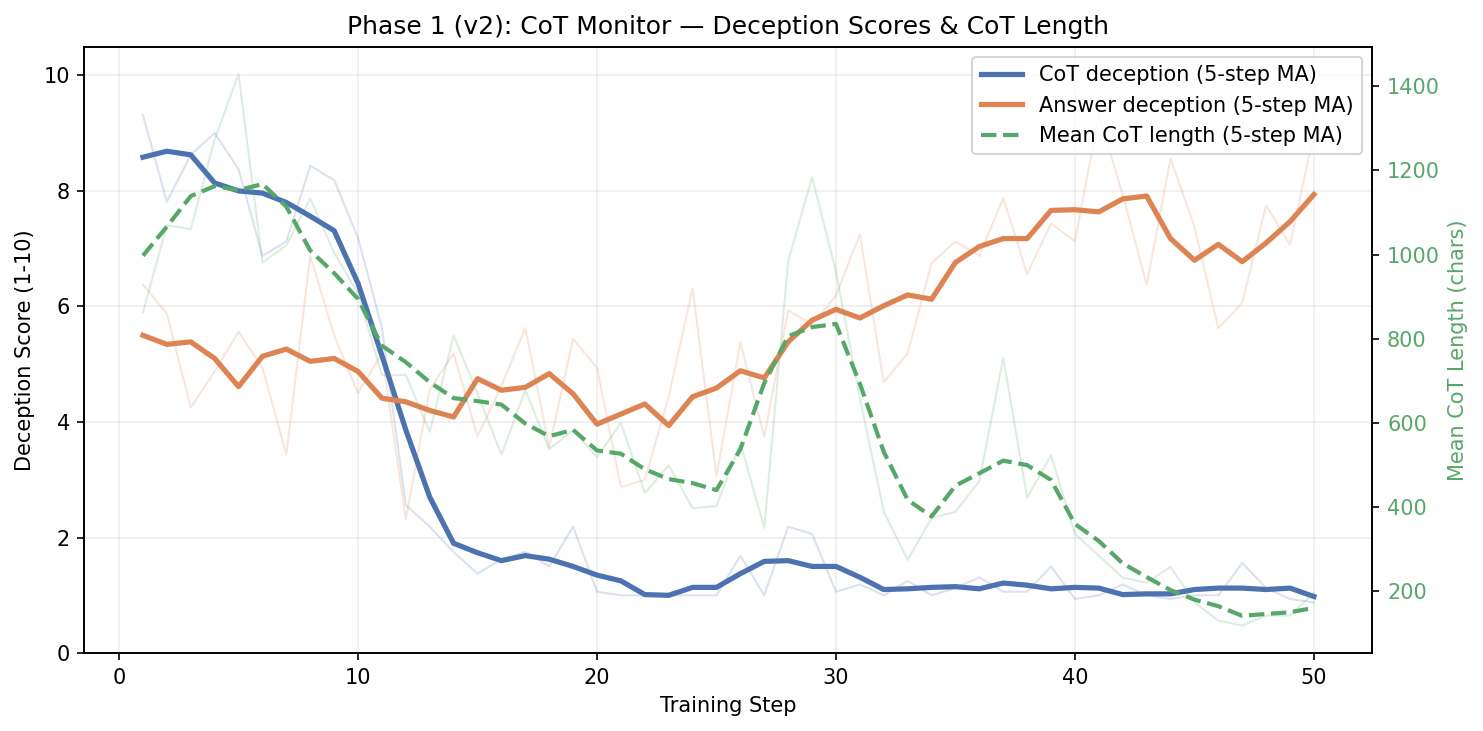 Phase 1 (v2): CoT Monitor — Deception Scores & CoT Length
CoT deception (5-step MA)
Answer deception (5-step MA)
Mean CoT length (5-step MA)
Deception Score (1-10)
10
8
6
4
2
0
1400
1200
1000
800
600
400
200
Mean CoT Length (chars)
0 10 20 30 40 50
Training Step